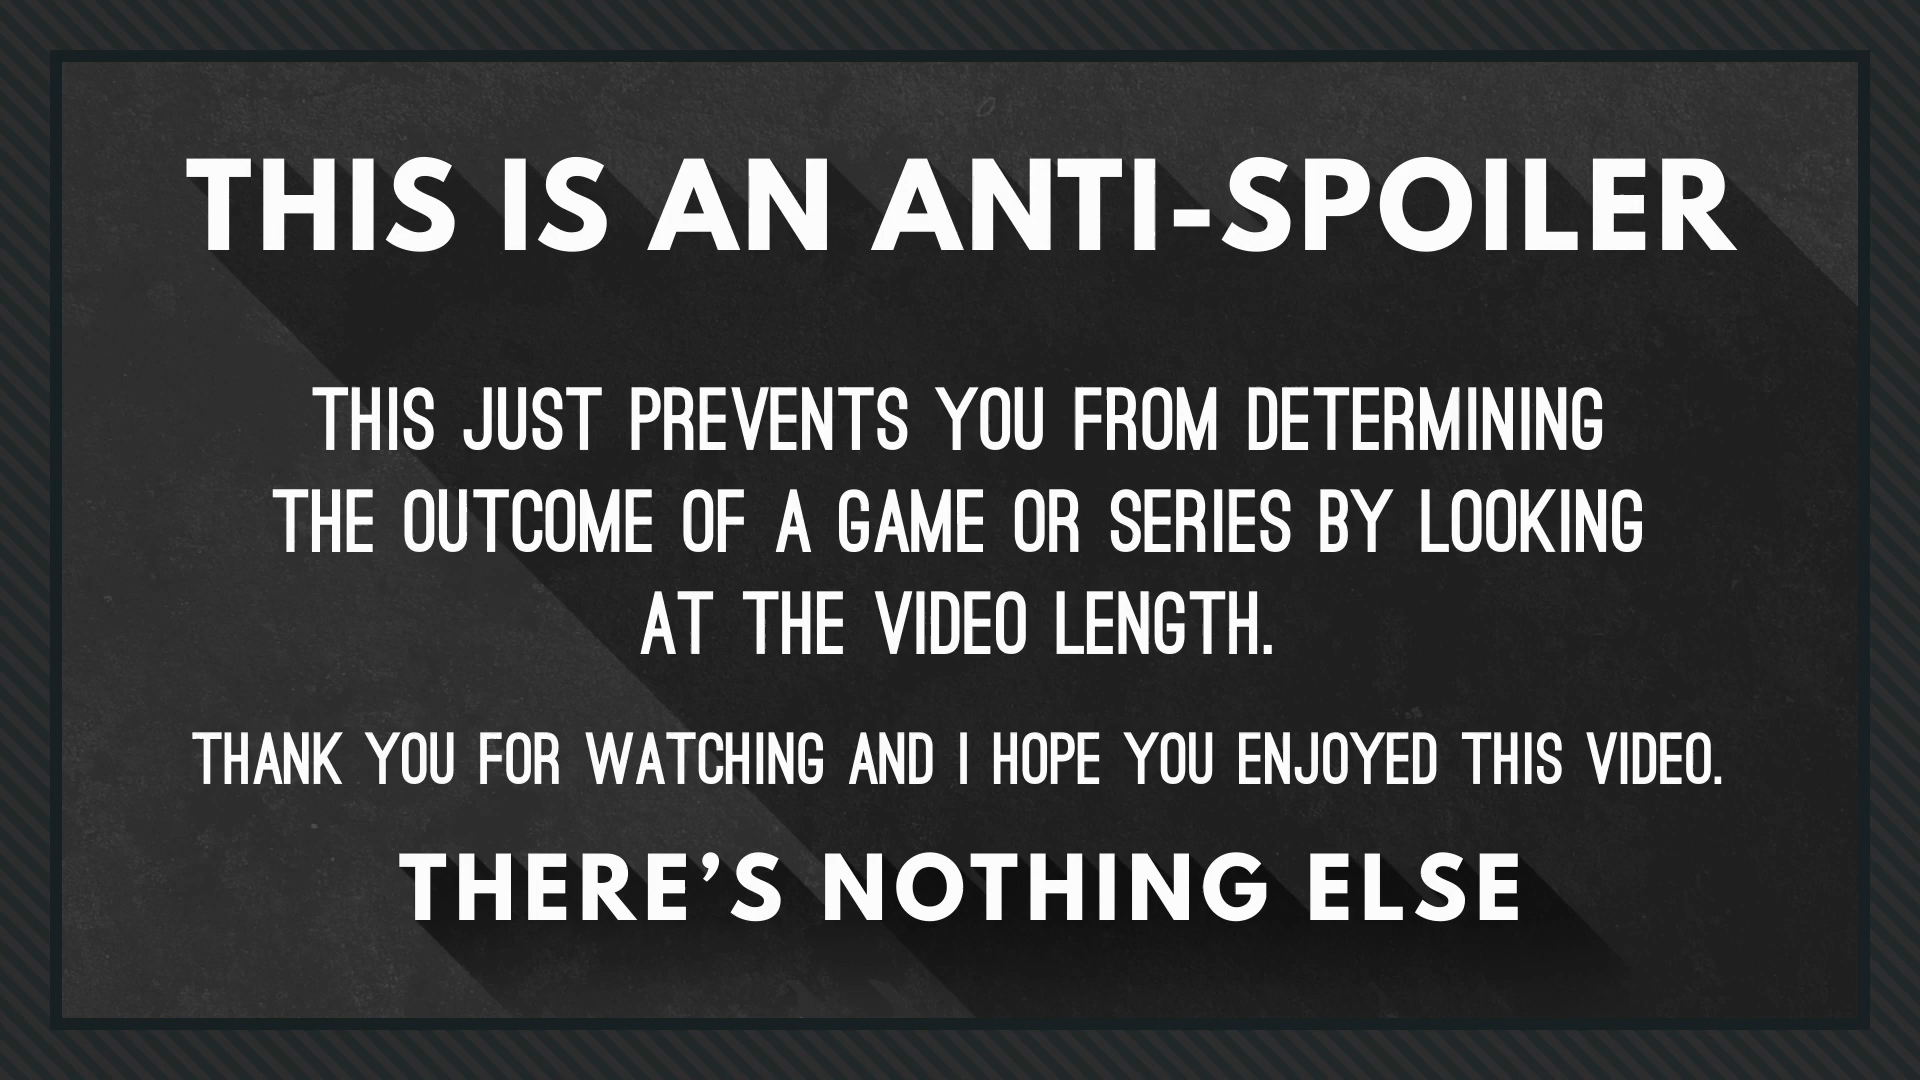 THIS IS AN ANTI-SPOILER
THIS JUST PREVENTS YOU FROM DETERMINING
THE OUTCOME OF A GAME OR SERIES BY LOOKING
AT THE VIDEO LENGTH.
THANK YOU FOR WATCHING AND I HOPE YOU ENJOYED THIS VIDEO.
THERE’S NOTHING ELSE